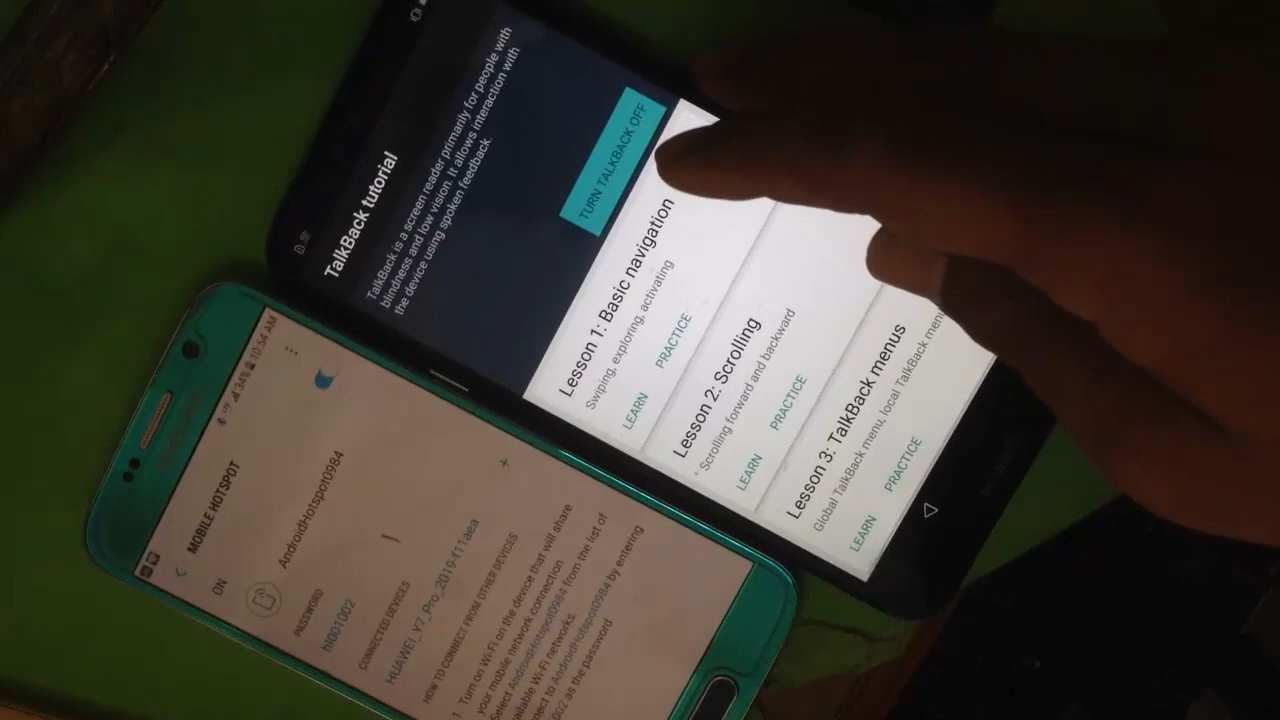 TalkBack tutorial
TalkBack is a screen reader primarily for people with
blindness and low vision. It allows interaction with
the device using spoken feedback.
TURN TALKBACK OFF
Lesson 1: Basic navigation
Swiping, exploring, activating
LEARN PRACTICE
Lesson 2: Scrolling
Scrolling forward and backward
LEARN PRACTICE
Lesson 3: TalkBack menus
Global TalkBack menu, local TalkBack menu
LEARN PRACTICE
34% 10:54 AM
MOBILE HOTSPOT
ON
AndroidHotspot0984
PASSWORD
hl001002
CONNECTED DEVICES
HUAWEI_Y7_Pro_2019-f11aea
HOW TO CONNECT FROM OTHER DEVICES
1. Turn on Wi-Fi on the device that will share
your mobile network connection
Select AndroidHotspot0984 from the list of
available Wi-Fi networks.
connect to AndroidHotspot0984 by entering
002 as the password